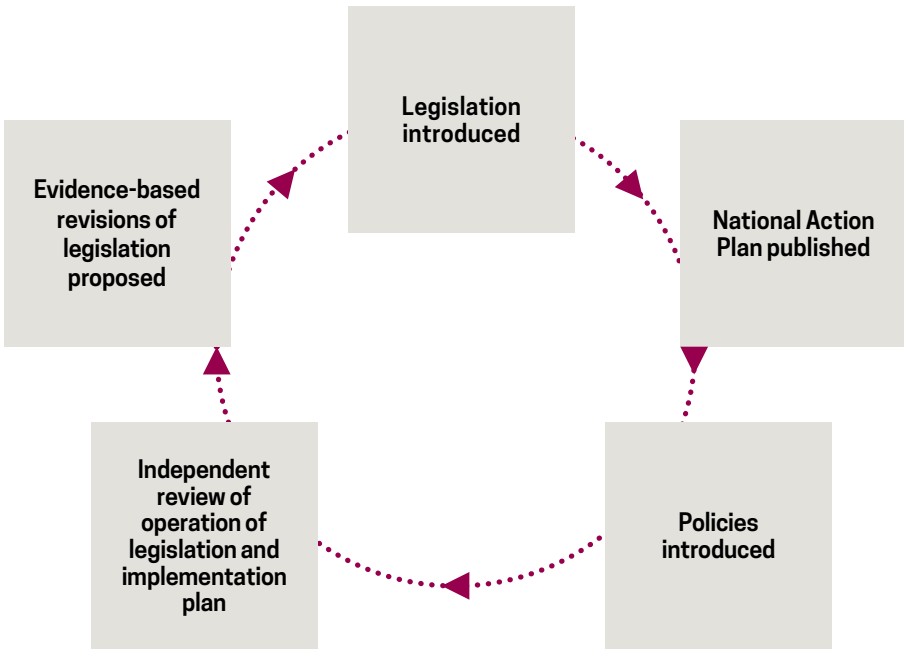 Legislation
introduced
National Action
Plan published
Policies
introduced
Independent
review of
operation of
legislation and
implementation
plan
Evidence-based
revisions of
legislation
proposed